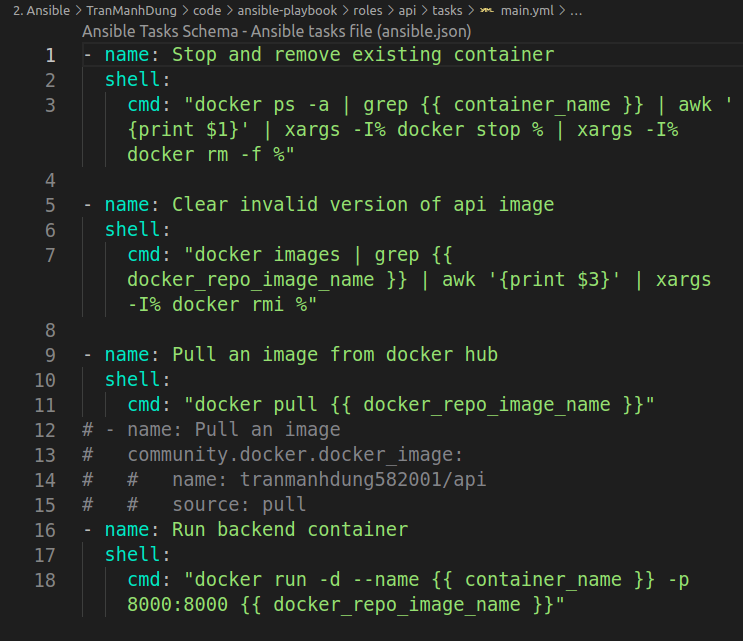 2. Ansible > TranManhDung > code > ansible-playbook > roles > api > tasks > main.yml > ...
Ansible Tasks Schema - Ansible tasks file (ansible.json)
1 - name: Stop and remove existing container
2 shell:
3 cmd: "docker ps -a | grep {{ container_name }} | awk '
{print $1}' | xargs -I% docker stop % | xargs -I%
docker rm -f %"
4
5 - name: Clear invalid version of api image
6 shell:
7 cmd: "docker images | grep {{
docker_repo_image_name }} | awk '{print $3}' | xargs
-I% docker rmi %"
8
9 - name: Pull an image from docker hub
10 shell:
11 cmd: "docker pull {{ docker_repo_image_name }}"
12 # - name: Pull an image
13 #   community.docker.docker_image:
14 #   #   name: tranmanhdung582001/api
15 #   #   source: pull
16 - name: Run backend container
17 shell:
18 cmd: "docker run -d --name {{ container_name }} -p
8000:8000 {{ docker_repo_image_name }}"